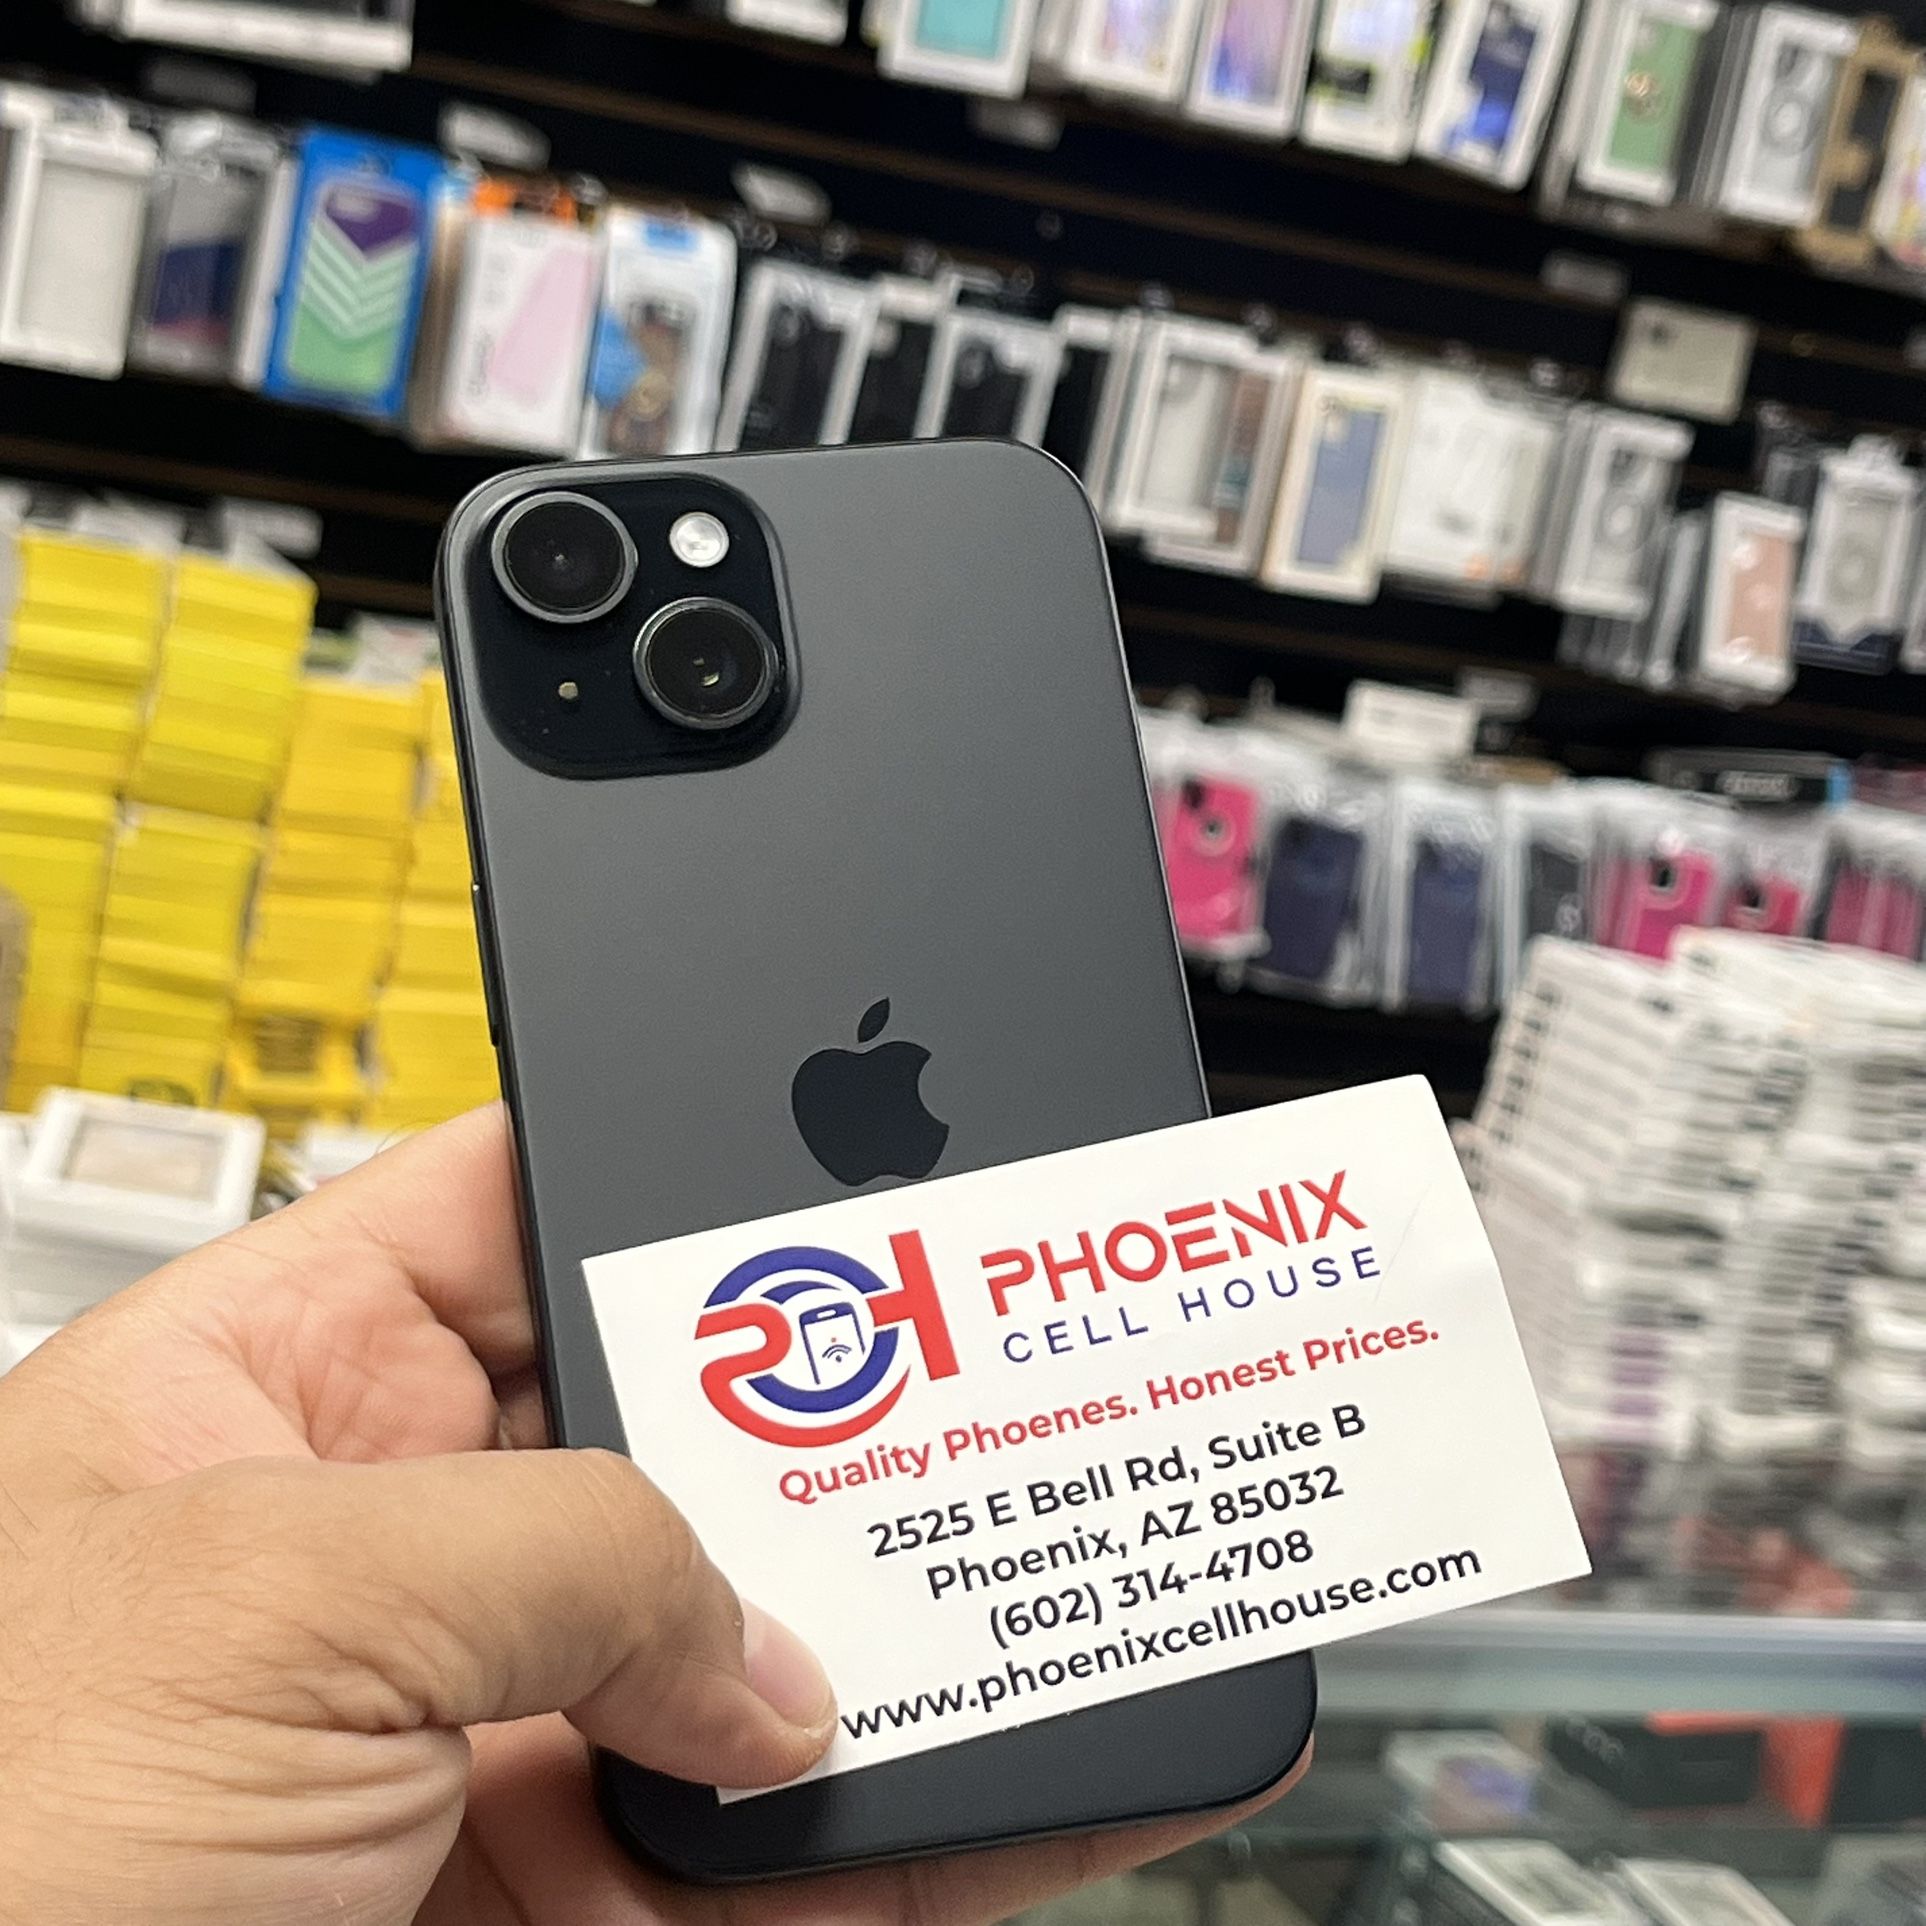 PHOENIX
CELL HOUSE
Quality Phoenes. Honest Prices.
2525 E Bell Rd, Suite B
Phoenix, AZ 85032
(602) 314-4708
www.phoenixcellhouse.com